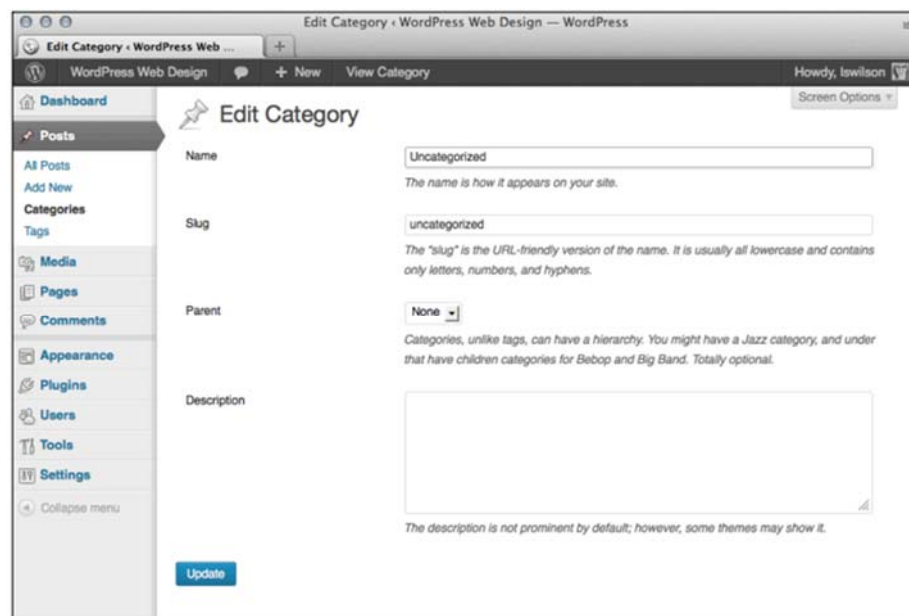 Edit Category ‹ WordPress Web Design — WordPress
Edit Category ‹ WordPress Web ...
WordPress Web Design + New View Category Howdy, lswilson
Screen Options
Dashboard
Posts
All Posts
Add New
Categories
Tags
Media
Pages
Comments
Appearance
Plugins
Users
Tools
Settings
Collapse menu
Edit Category
Name
Uncategorized
The name is how it appears on your site.
Slug
uncategorized
The "slug" is the URL-friendly version of the name. It is usually all lowercase and contains
only letters, numbers, and hyphens.
Parent
None
Categories, unlike tags, can have a hierarchy. You might have a Jazz category, and under
that have children categories for Bebop and Big Band. Totally optional.
Description
The description is not prominent by default; however, some themes may show it.
Update